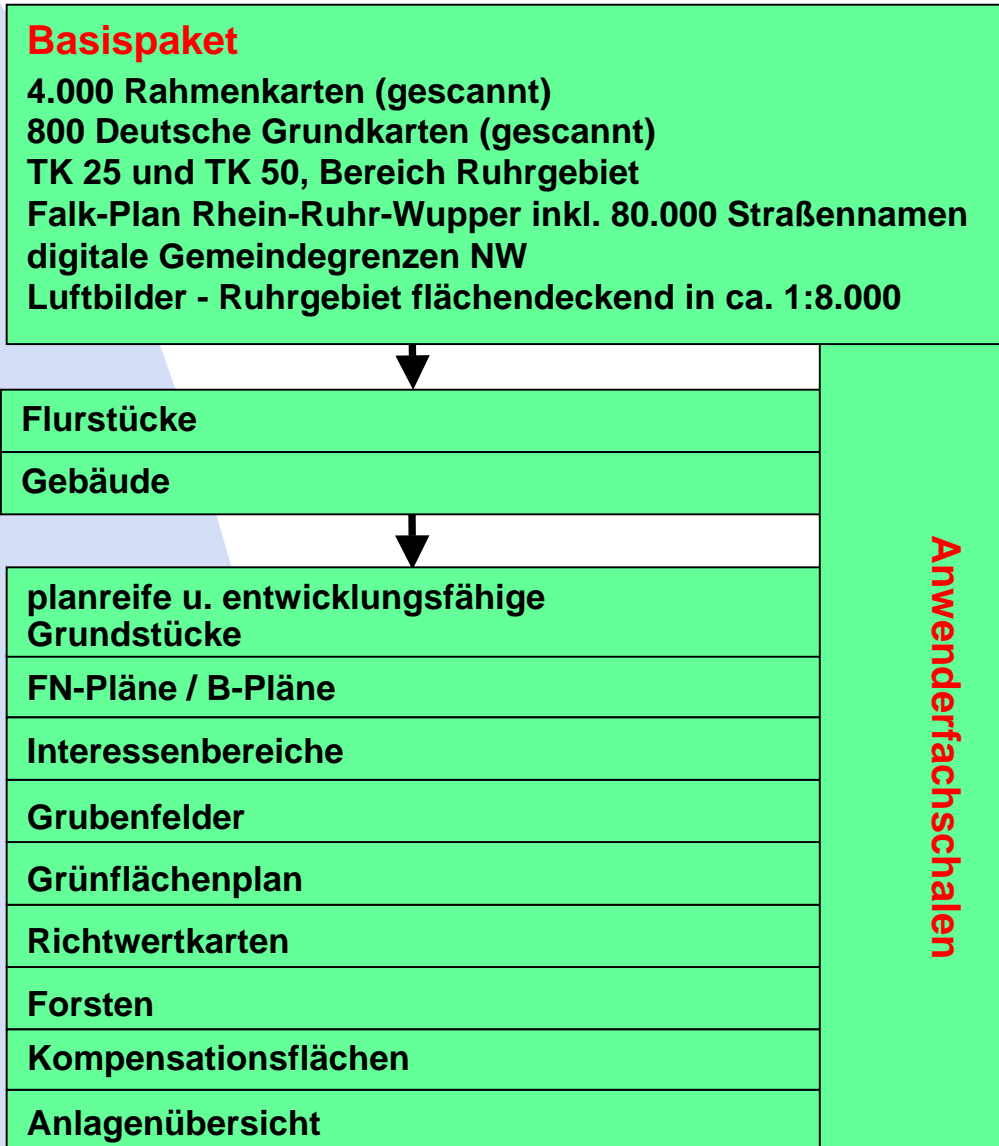 Basispaket
4.000 Rahmenkarten (gescannt)
800 Deutsche Grundkarten (gescannt)
TK 25 und TK 50, Bereich Ruhrgebiet
Falk-Plan Rhein-Ruhr-Wupper inkl. 80.000 Straßennamen
digitale Gemeindegrenzen NW
Luftbilder - Ruhrgebiet flächendeckend in ca. 1:8.000
Flurstücke
Gebäude
planreife u. entwicklungsfähige
Grundstücke
FN-Pläne / B-Pläne
Interessenbereiche
Grubenfelder
Grünflächenplan
Richtwertkarten
Forsten
Kompensationsflächen
Anlagenübersicht
Anwenderfachschalen